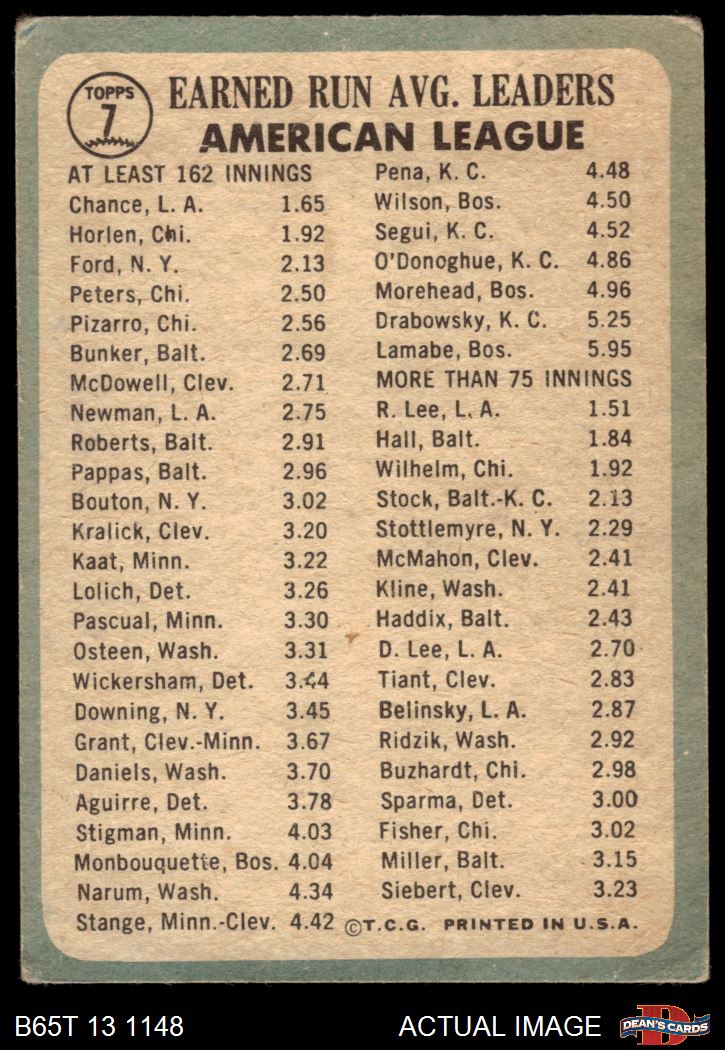 TOPPS
7
EARNED RUN AVG. LEADERS
AMERICAN LEAGUE
AT LEAST 162 INNINGS
Chance, L. A. 1.65
Horlen, Chi. 1.92
Ford, N. Y. 2.13
Peters, Chi. 2.50
Pizarro, Chi. 2.56
Bunker, Balt. 2.69
McDowell, Clev. 2.71
Newman, L. A. 2.75
Roberts, Balt. 2.91
Pappas, Balt. 2.96
Bouton, N. Y. 3.02
Kralick, Clev. 3.20
Kaat, Minn. 3.22
Lolich, Det. 3.26
Pascual, Minn. 3.30
Osteen, Wash. 3.31
Wickersham, Det. 3.44
Downing, N. Y. 3.45
Grant, Clev.-Minn. 3.67
Daniels, Wash. 3.70
Aguirre, Det. 3.78
Stigman, Minn. 4.03
Monbouquette, Bos. 4.04
Narum, Wash. 4.34
Stange, Minn.-Clev. 4.42
Pena, K. C. 4.48
Wilson, Bos. 4.50
Segui, K. C. 4.52
O'Donoghue, K. C. 4.86
Morehead, Bos. 4.96
Drabowsky, K. C. 5.25
Lamabe, Bos. 5.95
MORE THAN 75 INNINGS
R. Lee, L. A. 1.51
Hall, Balt. 1.84
Wilhelm, Chi. 1.92
Stock, Balt.-K. C. 2.13
Stottlemyre, N. Y. 2.29
McMahon, Clev. 2.41
Kline, Wash. 2.41
Haddix, Balt. 2.43
D. Lee, L. A. 2.70
Tiant, Clev. 2.83
Belinsky, L. A. 2.87
Ridzik, Wash. 2.92
Buzhardt, Chi. 2.98
Sparma, Det. 3.00
Fisher, Chi. 3.02
Miller, Balt. 3.15
Siebert, Clev. 3.23
©T.C.G. PRINTED IN U.S.A.
B65T 13 1148
ACTUAL IMAGE
D
DEAN'S CARDS